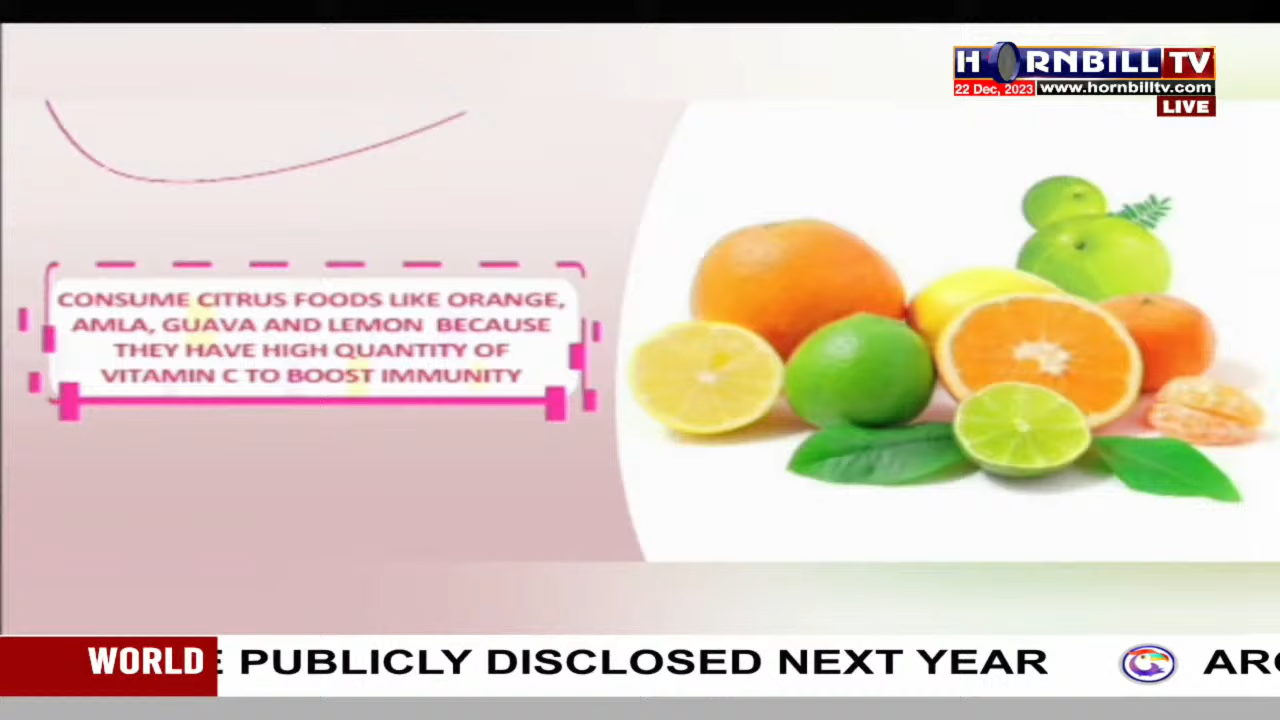 HORNBILL TV
22 Dec, 2023 www.hornbilltv.com
LIVE
CONSUME CITRUS FOODS LIKE ORANGE,
AMLA, GUAVA AND LEMON BECAUSE
THEY HAVE HIGH QUANTITY OF
VITAMIN C TO BOOST IMMUNITY
WORLD E PUBLICLY DISCLOSED NEXT YEAR